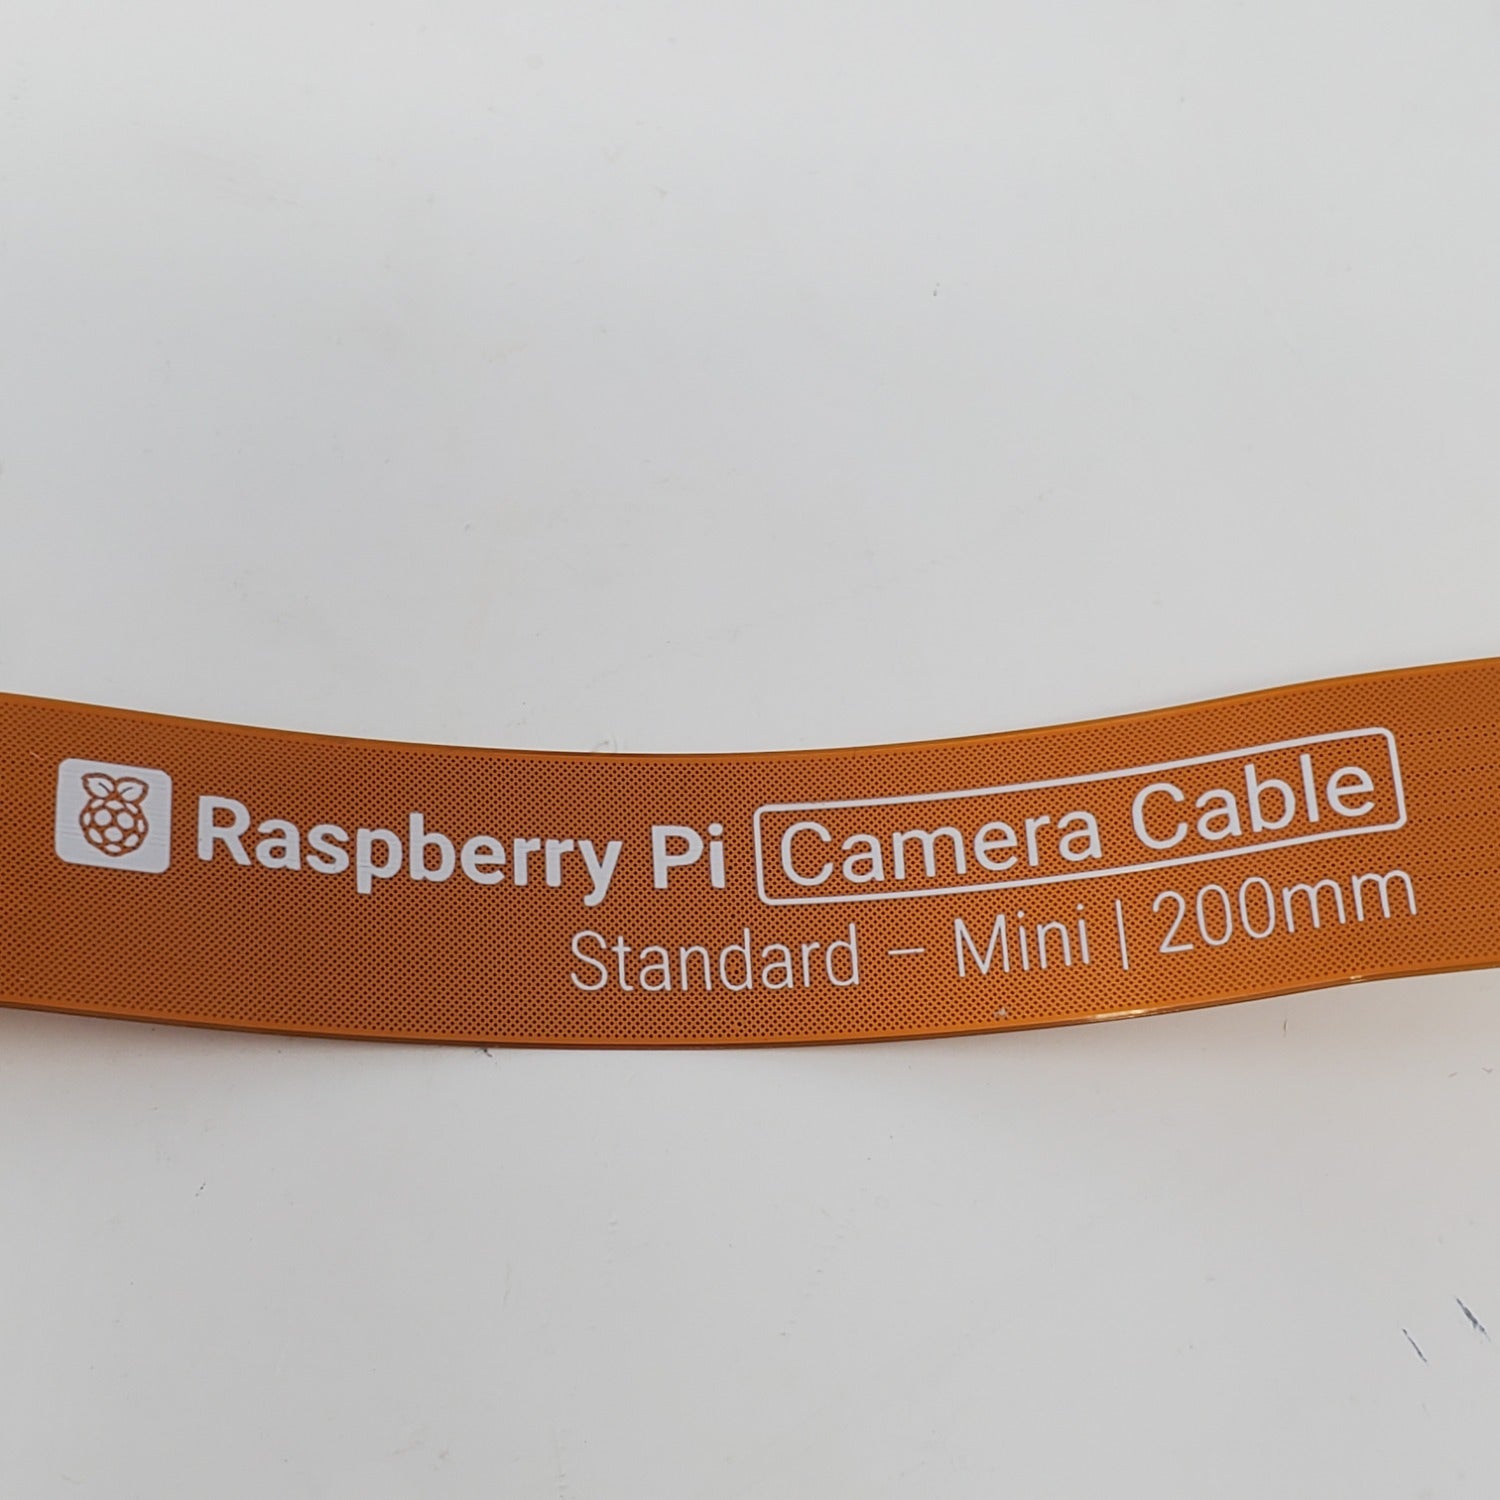 Raspberry Pi Camera Cable
Standard – Mini | 200mm